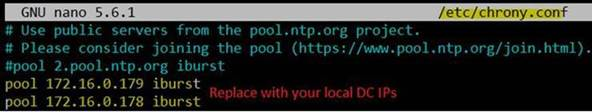 GNU nano 5.6.1 /etc/chrony.conf
# Use public servers from the pool.ntp.org project.
# Please consider joining the pool (https://www.pool.ntp.org/join.html).
#pool 2.pool.ntp.org iburst
pool 172.16.0.179 iburst
pool 172.16.0.178 iburst
Replace with your local DC IPs